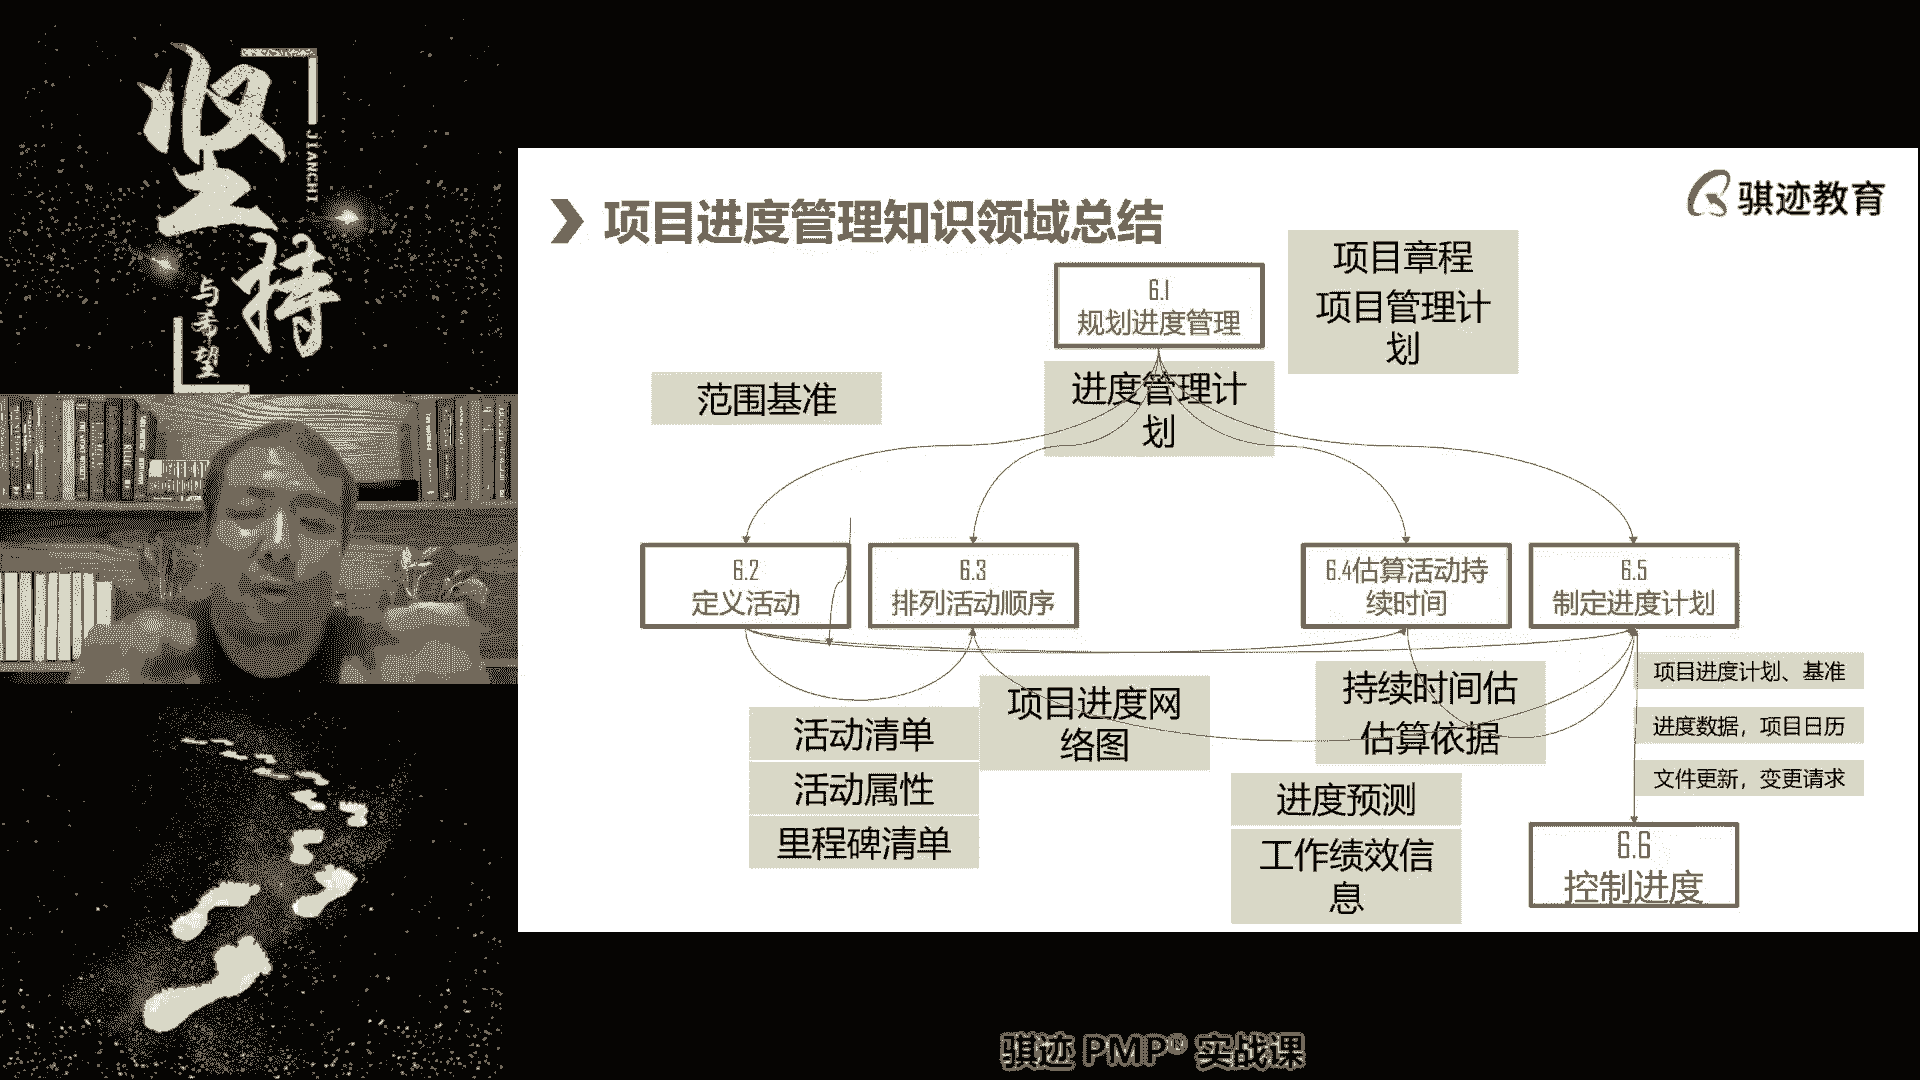 坚持
JIANCHI
与希望
项目进度管理知识领域总结
骐迹教育
6.1
规划进度管理
项目章程
项目管理计
划
范围基准
进度管理计
划
6.2
定义活动
6.3
排列活动顺序
6.4估算活动持
续时间
6.5
制定进度计划
活动清单
活动属性
里程碑清单
项目进度网
络图
持续时间估
估算依据
进度预测
工作绩效信
息
项目进度计划、基准
进度数据，项目日历
文件更新，变更请求
6.6
控制进度
骐迹 PMP® 实战课